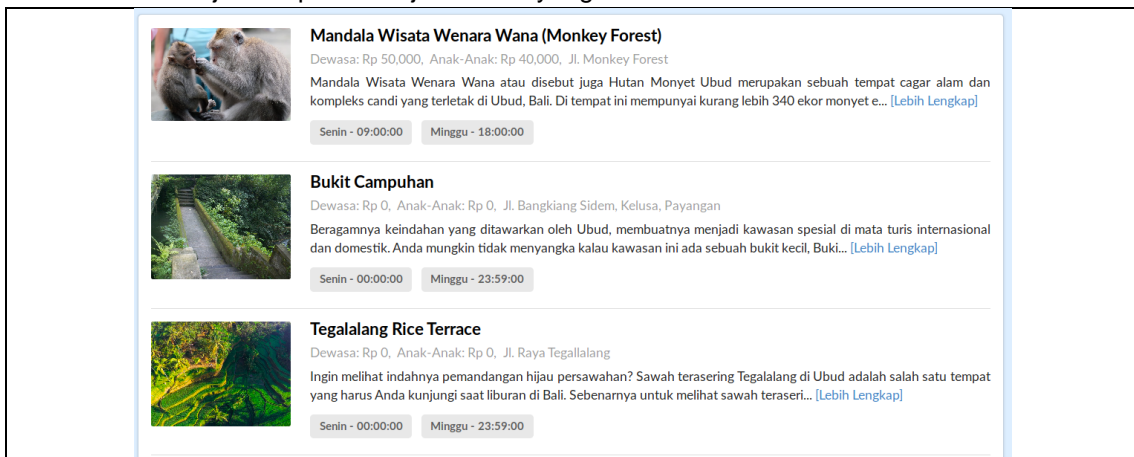 Mandala Wisata Wenara Wana (Monkey Forest)
Dewasa: Rp 50,000, Anak-Anak: Rp 40,000, Jl. Monkey Forest
Mandala Wisata Wenara Wana atau disebut juga Hutan Monyet Ubud merupakan sebuah tempat cagar alam dan
kompleks candi yang terletak di Ubud, Bali. Di tempat ini mempunyai kurang lebih 340 ekor monyet e... [Lebih Lengkap]
Senin - 09:00:00 Minggu - 18:00:00
Bukit Campuhan
Dewasa: Rp 0, Anak-Anak: Rp 0, Jl. Bangkiang Sidem, Kelusa, Payangan
Beragamnya keindahan yang ditawarkan oleh Ubud, membuatnya menjadi kawasan spesial di mata turis internasional
dan domestik. Anda mungkin tidak menyangka kalau kawasan ini ada sebuah bukit kecil, Buki... [Lebih Lengkap]
Senin - 00:00:00 Minggu - 23:59:00
Tegalalang Rice Terrace
Dewasa: Rp 0, Anak-Anak: Rp 0, Jl. Raya Tegallalang
Ingin melihat indahnya pemandangan hijau persawahan? Sawah terasering Tegalalang di Ubud adalah salah satu tempat
yang harus Anda kunjungi saat liburan di Bali. Sebenarnya untuk melihat sawah teraseri... [Lebih Lengkap]
Senin - 00:00:00 Minggu - 23:59:00